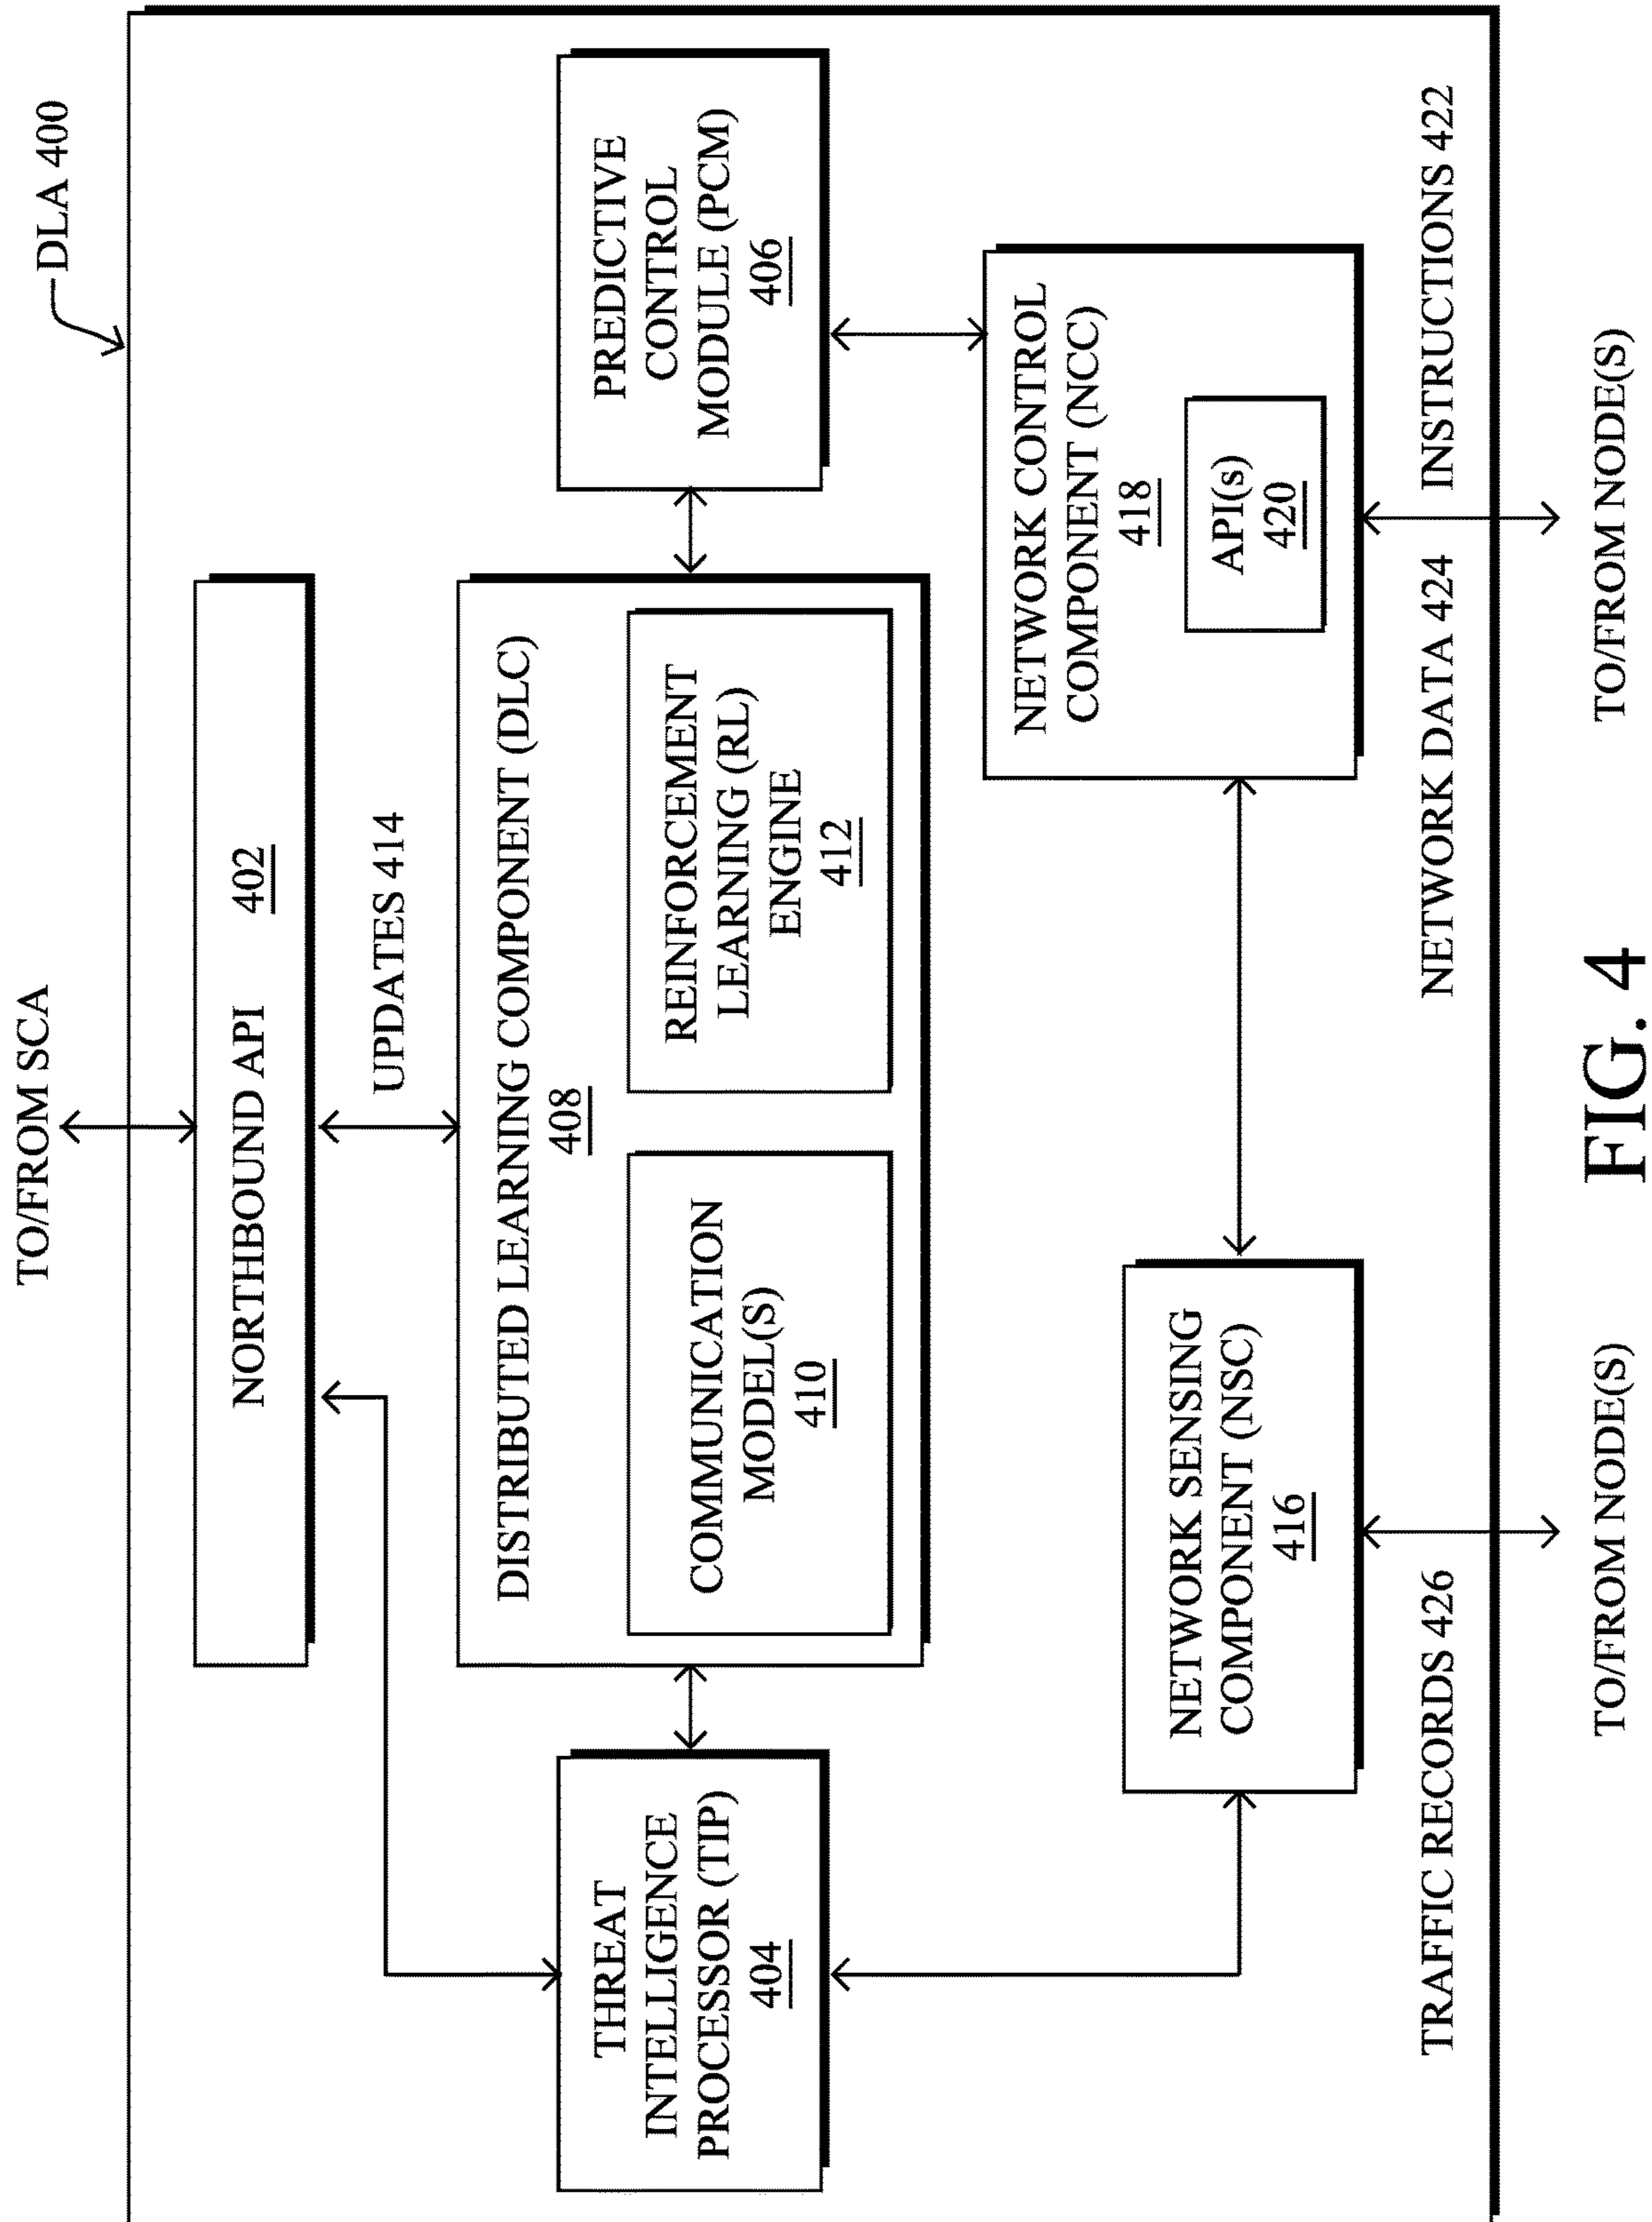 TO/FROM SCA
DLA 400
NORTHBOUND API 402
UPDATES 414
THREAT
INTELLIGENCE
PROCESSOR (TIP)
404
DISTRIBUTED LEARNING COMPONENT (DLC)
408
COMMUNICATION
MODEL(S)
410
REINFORCEMENT
LEARNING (RL)
ENGINE
412
PREDICTIVE
CONTROL
MODULE (PCM)
406
NETWORK SENSING
COMPONENT (NSC)
416
NETWORK CONTROL
COMPONENT (NCC)
418
API(s)
420
TRAFFIC RECORDS 426
NETWORK DATA 424
INSTRUCTIONS 422
TO/FROM NODE(S)
TO/FROM NODE(S)
FIG. 4